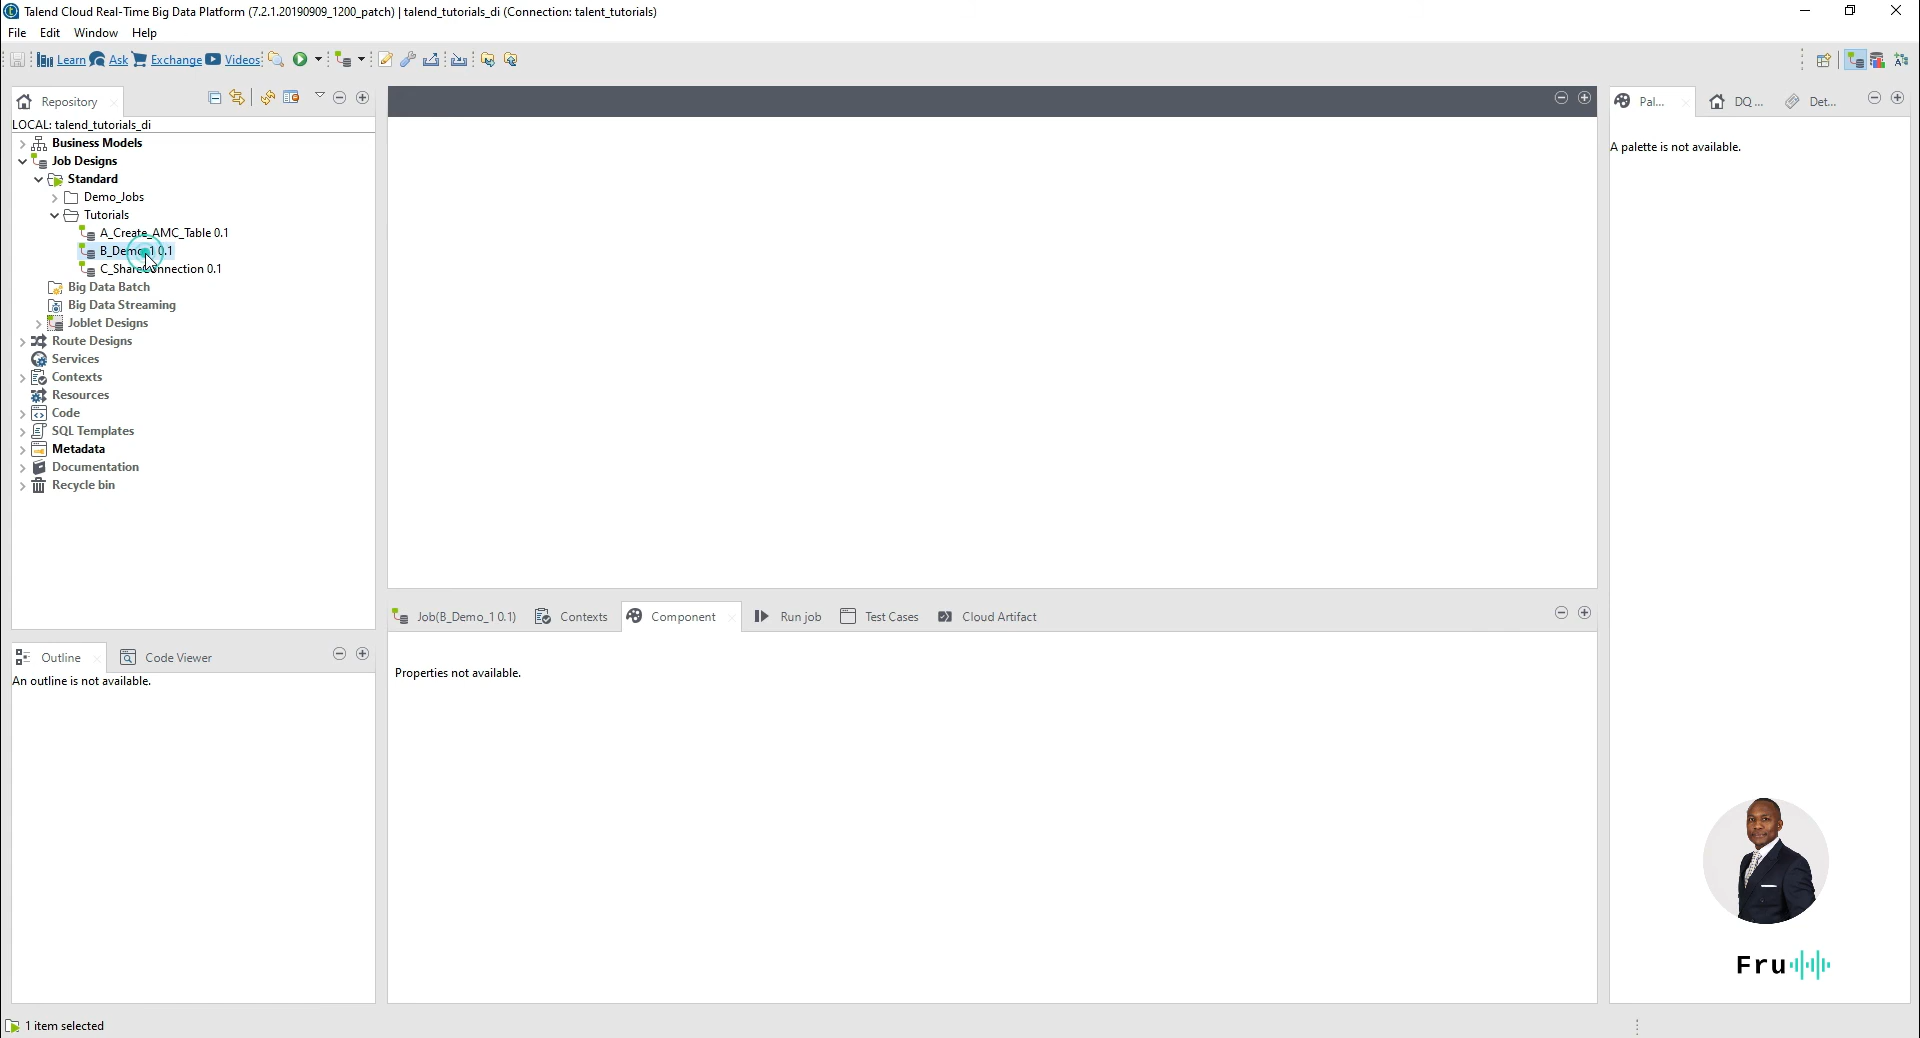 Talend Cloud Real-Time Big Data Platform (7.2.1.20190909_1200_patch) | talend_tutorials_di (Connection: talent_tutorials)
File Edit Window Help
Learn Ask Exchange Videos
Repository
LOCAL: talend_tutorials_di
Business Models
Job Designs
Standard
Demo_Jobs
Tutorials
A_Create_AMC_Table 0.1
B_Demo_1 0.1
C_ShareConnection 0.1
Big Data Batch
Big Data Streaming
Joblet Designs
Route Designs
Services
Contexts
Resources
Code
SQL Templates
Metadata
Documentation
Recycle bin
Pal... DQ ... Det...
A palette is not available.
Outline Code Viewer
An outline is not available.
Job(B_Demo_1 0.1) Contexts Component Run job Test Cases Cloud Artifact
Properties not available.
Fru
1 item selected